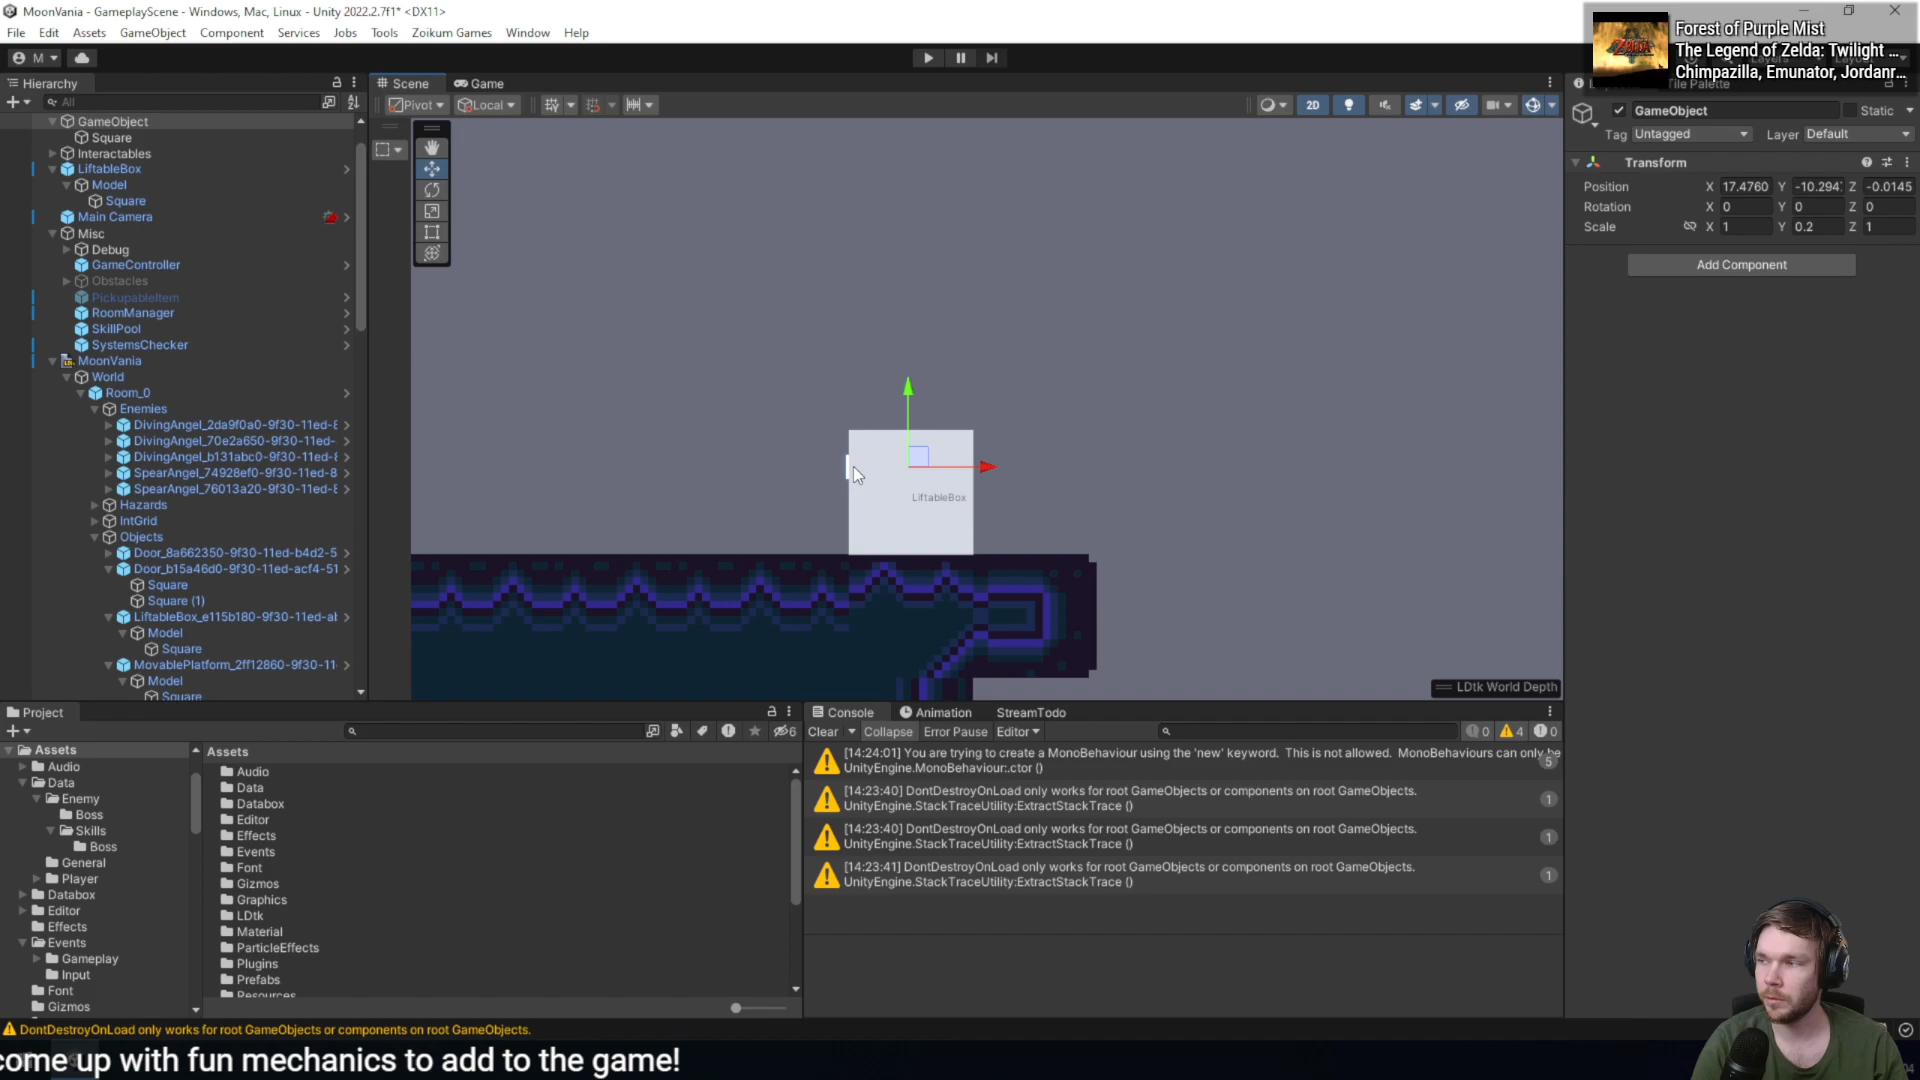 MoonVania - GameplayScene - Windows, Mac, Linux - Unity 2022.2.7f1* <DX11>
File Edit Assets GameObject Component Services Jobs Tools Zoikum Games Window Help
Forest of Purple Mist
The Legend of Zelda: Twilight ...
Chimpazilla, Emunator, Jordanr...
M
Hierarchy
All
GameObject
Square
Interactables
LiftableBox
Model
Square
Main Camera
Misc
Debug
GameController
Obstacles
PickupableItem
RoomManager
SkillPool
SystemsChecker
MoonVania
World
Room_0
Enemies
DivingAngel_2da9f0a0-9f30-11ed-8
DivingAngel_70e2a650-9f30-11ed-
DivingAngel_b131abc0-9f30-11ed-
SpearAngel_74928ef0-9f30-11ed-8
SpearAngel_76013a20-9f30-11ed-8
Hazards
IntGrid
Objects
Door_8a662350-9f30-11ed-b4d2-5
Door_b15a46d0-9f30-11ed-acf4-51
Square
Square (1)
LiftableBox_e115b180-9f30-11ed-al
Model
Square
MovablePlatform_2ff12860-9f30-11
Model
Square
Scene Game
Pivot Local
2D
LiftableBox
LDtk World Depth
Tile Palette
GameObject Static
Tag Untagged Layer Default
Transform
Position X 17.4760 Y -10.294 Z -0.0145
Rotation X 0 Y 0 Z 0
Scale X 1 Y 0.2 Z 1
Add Component
Project
6
Assets
Audio
Data
Enemy
Boss
Skills
Boss
General
Player
Databox
Editor
Effects
Events
Gameplay
Input
Font
Gizmos
Assets
Audio
Data
Databox
Editor
Effects
Events
Font
Gizmos
Graphics
LDtk
Material
ParticleEffects
Plugins
Prefabs
Resources
Console Animation StreamTodo
Clear Collapse Error Pause Editor 0 4 0
[14:24:01] You are trying to create a MonoBehaviour using the 'new' keyword. This is not allowed. MonoBehaviours can only be
UnityEngine.MonoBehaviour:.ctor () 5
[14:23:40] DontDestroyOnLoad only works for root GameObjects or components on root GameObjects.
UnityEngine.StackTraceUtility:ExtractStackTrace () 1
[14:23:40] DontDestroyOnLoad only works for root GameObjects or components on root GameObjects.
UnityEngine.StackTraceUtility:ExtractStackTrace () 1
[14:23:41] DontDestroyOnLoad only works for root GameObjects or components on root GameObjects.
UnityEngine.StackTraceUtility:ExtractStackTrace () 1
DontDestroyOnLoad only works for root GameObjects or components on root GameObjects.
come up with fun mechanics to add to the game!